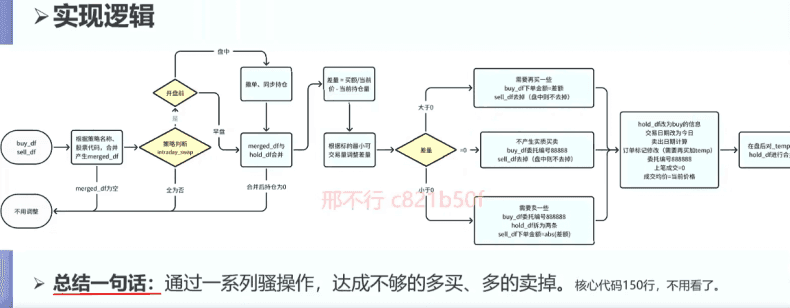 实现逻辑
盘中
开盘前
是
早盘
撤单，同步持仓
差量 = 买额/当前
价 - 当前持仓量
buy_df
sell_df
根据策略名称、
股票代码，合并
产生merged_df
策略判断
intraday_swap
merged_df与
hold_df合并
根据标的最小可
交易量调整差量
差量
大于0
=0
小于0
需要再买一些
buy_df下单金额=差额
sell_df去掉（盘中则不去掉）
不产生实质买卖
buy_df委托编号888888
sell_df去掉（盘中则不去掉）
需要卖一些
buy_df委托编号888888
hold_df拆为两条
sell_df下单金额=abs(差额)
hold_df改为buy的信息
交易日期改为今日
卖出日期计算
订单标记修改（需要再买加temp）
委托编号888888
上笔成交=0
成交均价=当前价格
在盘后对_temp
hold_df进行合
merged_df为空
全为否
合并后持仓为0
不用调整
邢不行 c821b50f
总结一句话：通过一系列骚操作，达成不够的多买、多的卖掉。核心代码150行，不用看了。